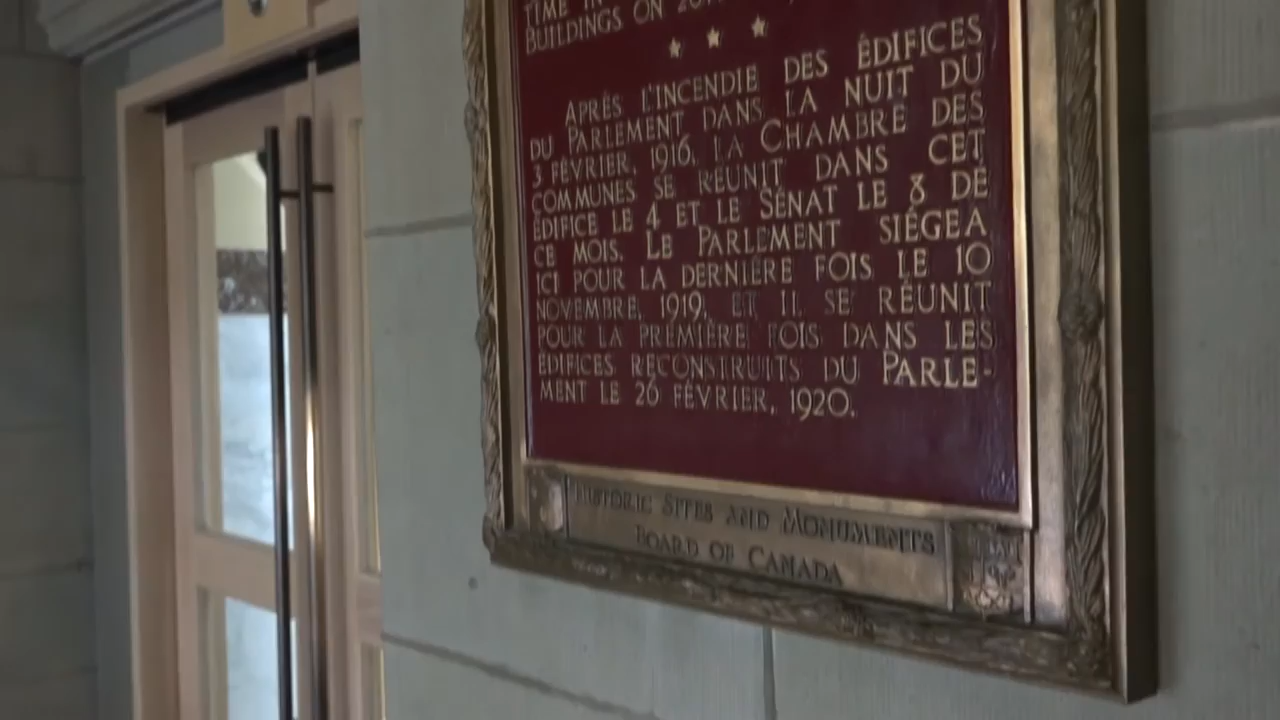 TIME IN
BUILDINGS ON
APRÈS L'INCENDIE DES ÉDIFICES
DU PARLEMENT DANS LA NUIT DU
3 FÉVRIER, 1916, LA CHAMBRE DES
COMMUNES SE RÉUNIT DANS CET
ÉDIFICE LE 4 ET LE SÉNAT LE 8 DE
CE MOIS. LE PARLEMENT SIÉGEA
ICI POUR LA DERNIÈRE FOIS LE 10
NOVEMBRE, 1919, ET IL SE RÉUNIT
POUR LA PREMIÈRE FOIS DANS LES
ÉDIFICES RECONSTRUITS DU PARLE-
MENT LE 26 FÉVRIER, 1920.
HISTORIC SITES AND MONUMENTS
BOARD OF CANADA